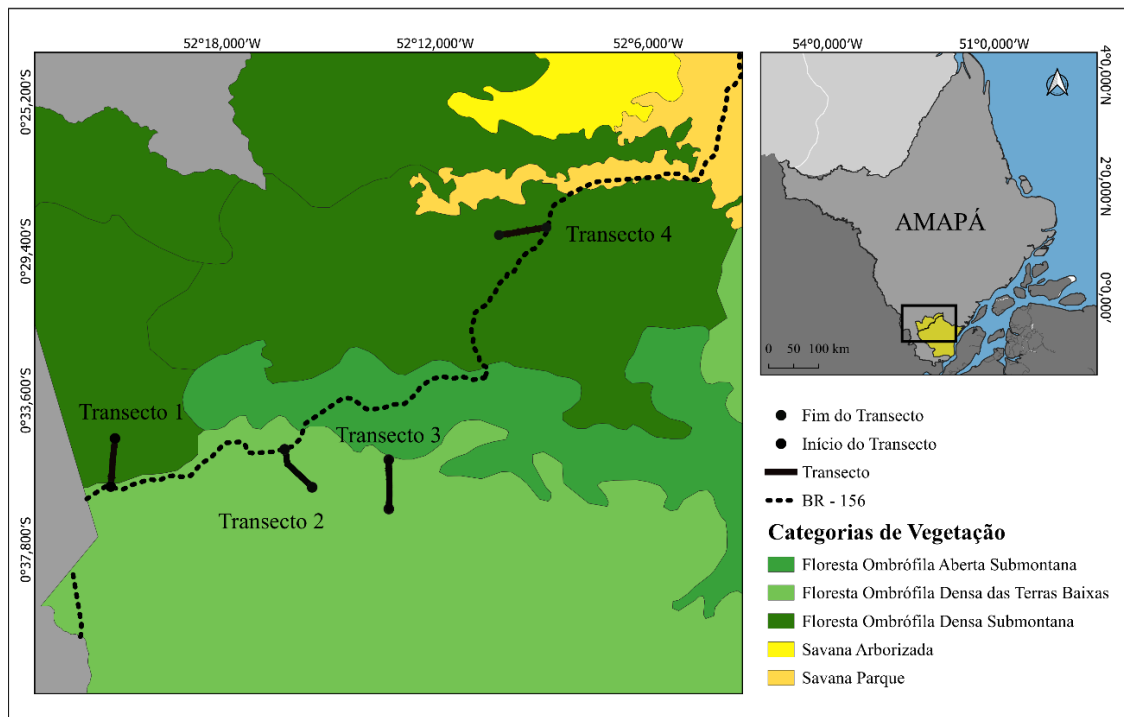 52°18,000'W 52°12,000'W 52°6,000'W
0°25,200'S
0°29,400'S
0°33,600'S
0°37,800'S
Transecto 4
Transecto 1
Transecto 3
Transecto 2
54°0,000'W 51°0,000'W
4°0,000'N
2°0,000'N
0°0,000'
AMAPÁ
0 50 100 km
Fim do Transecto
Início do Transecto
Transecto
BR - 156
Categorias de Vegetação
Floresta Ombrófila Aberta Submontana
Floresta Ombrófila Densa das Terras Baixas
Floresta Ombrófila Densa Submontana
Savana Arborizada
Savana Parque